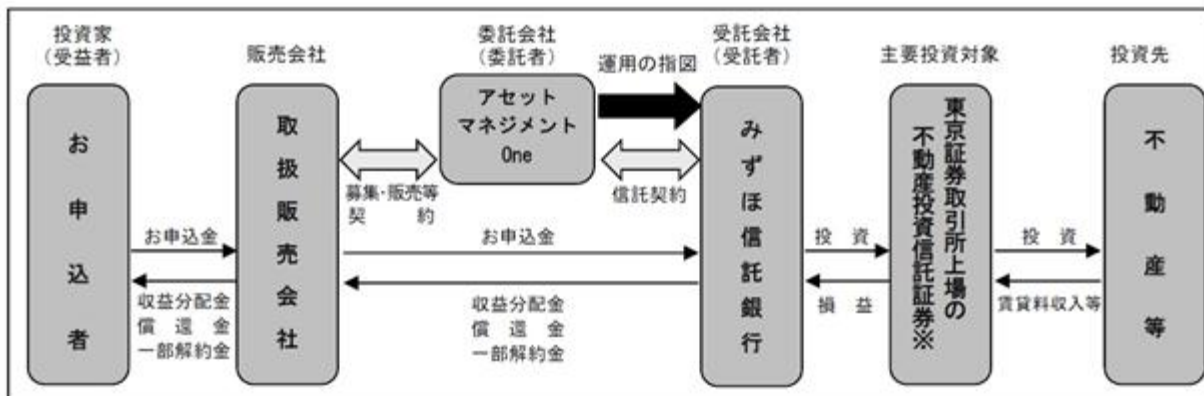 投資家
(受益者)
お申込者
販売会社
取扱販売会社
委託会社
(委託者)
アセット
マネジメント
One
運用の指図
受託会社
(受託者)
みずほ信託銀行
主要投資対象
東京証券取引所上場の
不動産投資信託証券※
投資先
不動産等
募集・販売等
契約
信託契約
お申込金
収益分配金
償還金
一部解約金
お申込金
収益分配金
償還金
一部解約金
投資
損益
投資
賃貸料収入等